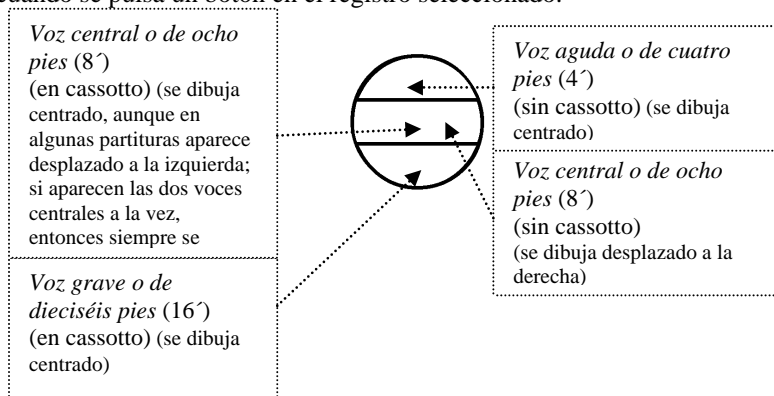 cuando se pulsa un botón en el registro seleccionado.
Voz central o de ocho
pies (8´)
(en cassotto) (se dibuja
centrado, aunque en
algunas partituras aparece
desplazado a la izquierda;
si aparecen las dos voces
centrales a la vez,
entonces siempre se
Voz grave o de
dieciséis pies (16´)
(en cassotto) (se dibuja
centrado)
Voz aguda o de cuatro
pies (4´)
(sin cassotto) (se dibuja
centrado)
Voz central o de ocho
pies (8´)
(sin cassotto)
(se dibuja desplazado a la
derecha)